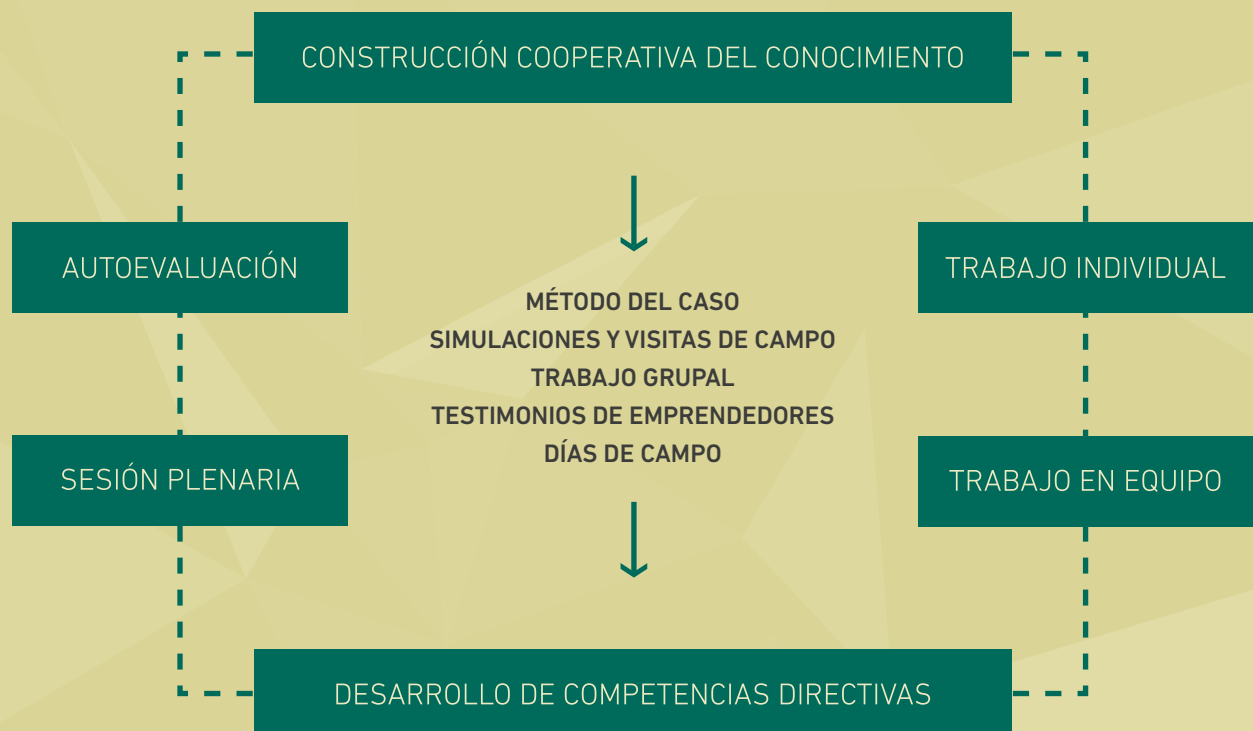 CONSTRUCCIÓN COOPERATIVA DEL CONOCIMIENTO
AUTOEVALUACIÓN
TRABAJO INDIVIDUAL
MÉTODO DEL CASO
SIMULACIONES Y VISITAS DE CAMPO
TRABAJO GRUPAL
TESTIMONIOS DE EMPRENDEDORES
DÍAS DE CAMPO
SESIÓN PLENARIA
TRABAJO EN EQUIPO
DESARROLLO DE COMPETENCIAS DIRECTIVAS